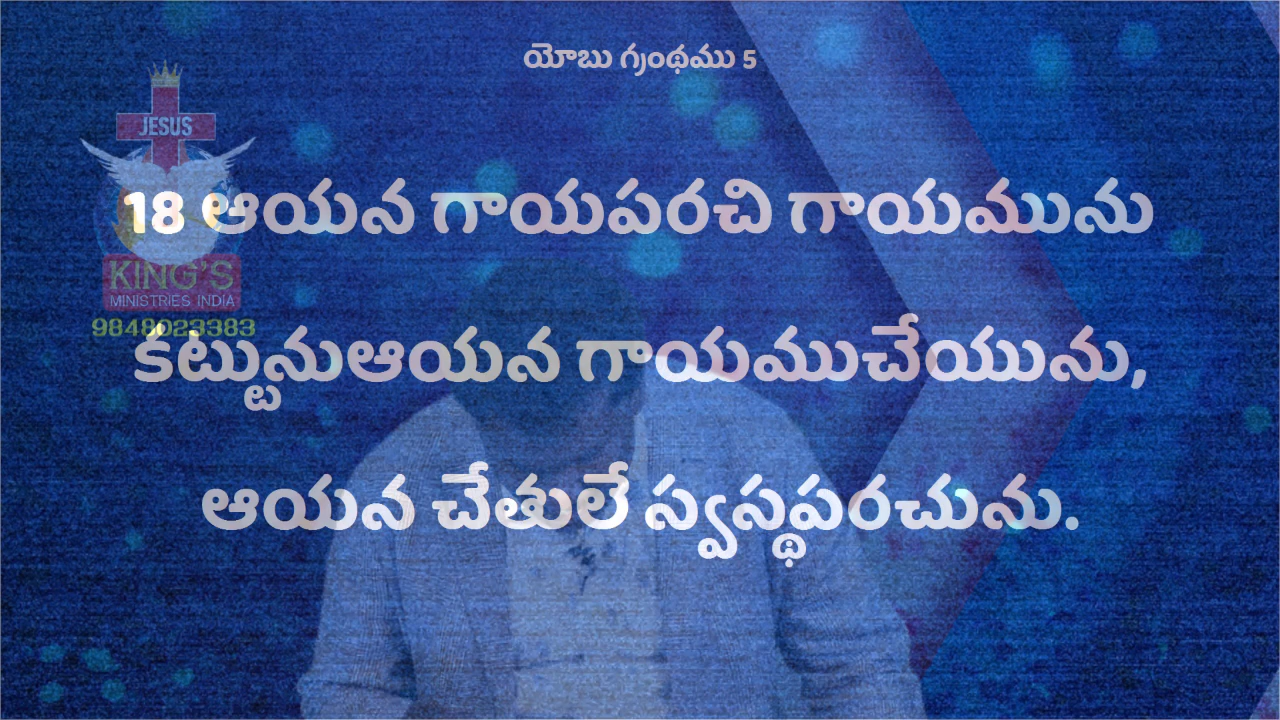 యోబు గ్రంథము 5
JESUS
18 ఆయన గాయపరచి గాయమును
KING'S
MINISTRIES INDIA
9848023383
కట్టునుఆయన గాయముచేయును,
ఆయన చేతులే స్వస్థపరచును.